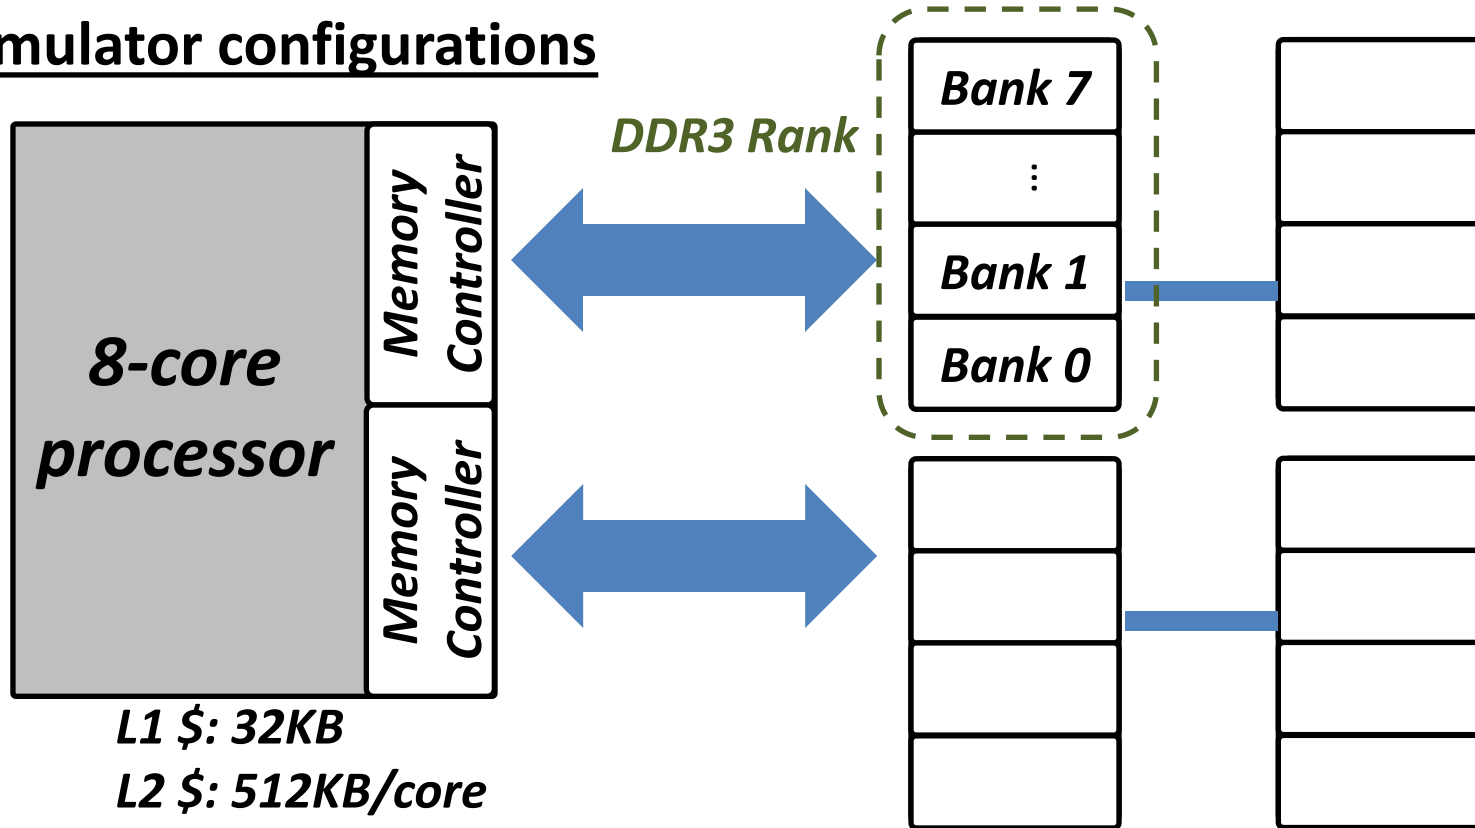 mulator configurations
DDR3 Rank
Bank 7
...
Bank 1
Bank 0
8-core
processor
Memory
Controller
Memory
Controller
L1 $: 32KB
L2 $: 512KB/core